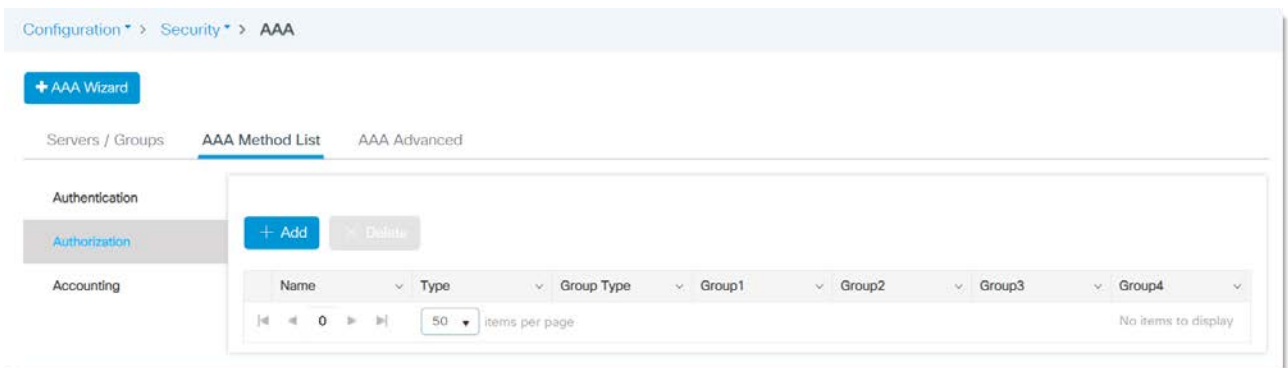 Configuration > Security > AAA
+ AAA Wizard
Servers / Groups AAA Method List AAA Advanced
Authentication
Authorization
Accounting
+ Add × Delete
Name Type Group Type Group1 Group2 Group3 Group4
0 50 items per page No items to display